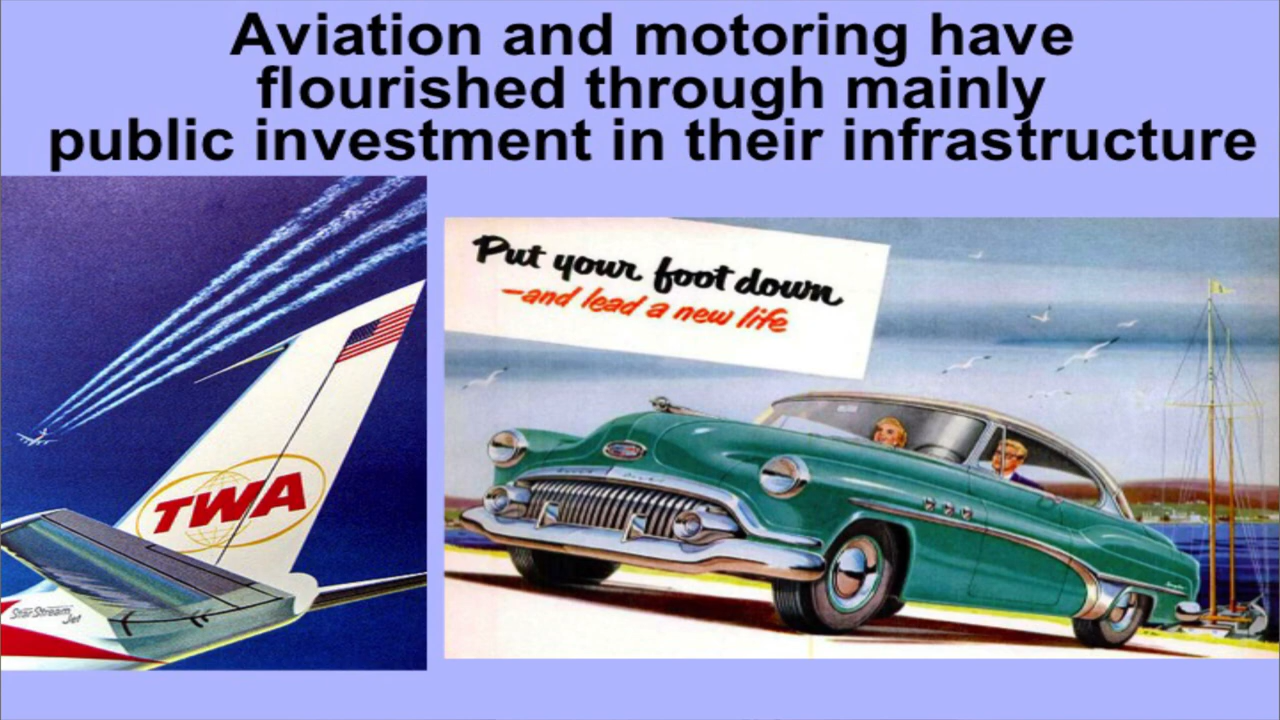 Aviation and motoring have
flourished through mainly
public investment in their infrastructure
Put your foot down
—and lead a new life
TWA
StarStream
Jet